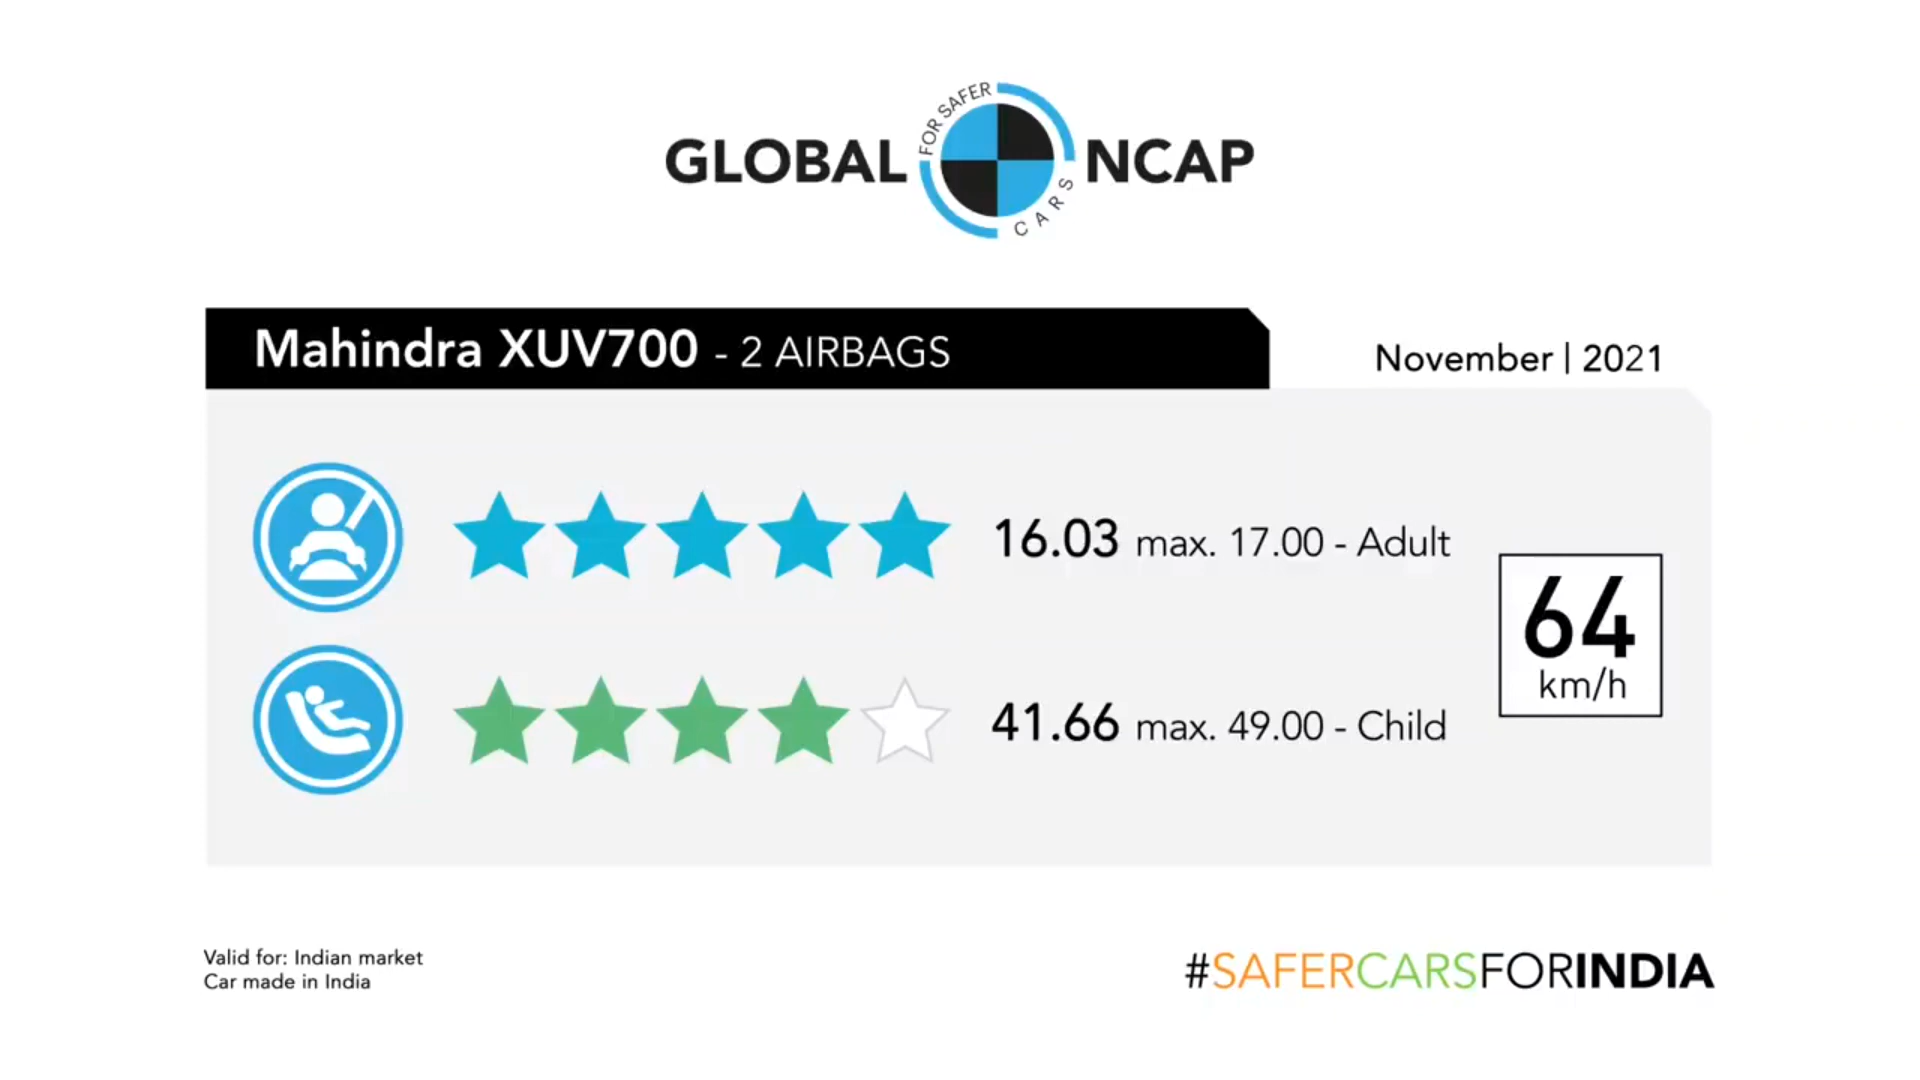 GLOBAL FOR SAFER CARS NCAP
Mahindra XUV700 - 2 AIRBAGS
November | 2021
16.03 max. 17.00 - Adult
64
km/h
41.66 max. 49.00 - Child
Valid for: Indian market
Car made in India
#SAFERCARSFORINDIA